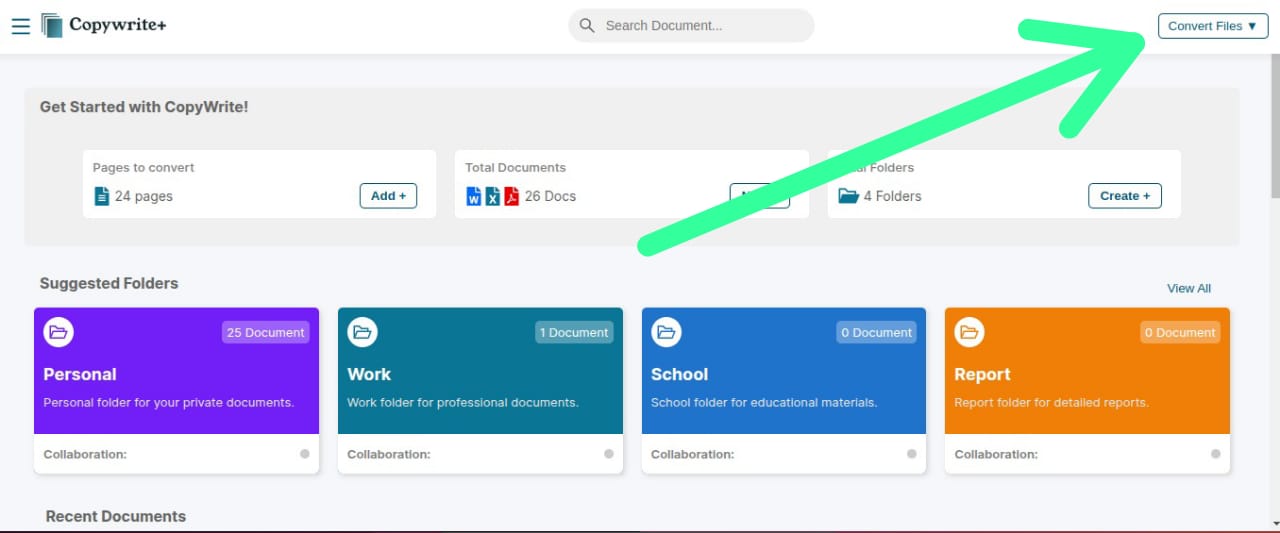 Copywrite+
Search Document...
Convert Files ▼
Get Started with CopyWrite!
Pages to convert
24 pages
Add +
Total Documents
26 Docs
Folders
4 Folders
Create +
Suggested Folders
View All
25 Document
Personal
Personal folder for your private documents.
Collaboration:
1 Document
Work
Work folder for professional documents.
Collaboration:
0 Document
School
School folder for educational materials.
Collaboration:
0 Document
Report
Report folder for detailed reports.
Collaboration:
Recent Documents